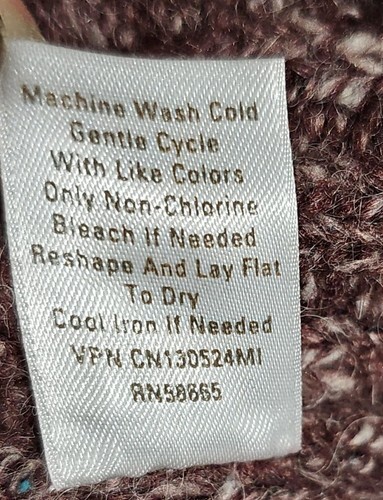 Machine Wash Cold
Gentle Cycle
With Like Colors
Only Non-Chlorine
Bleach If Needed
Reshape And Lay Flat
To Dry
Cool Iron If Needed
VPN CN130524MI
RN58665